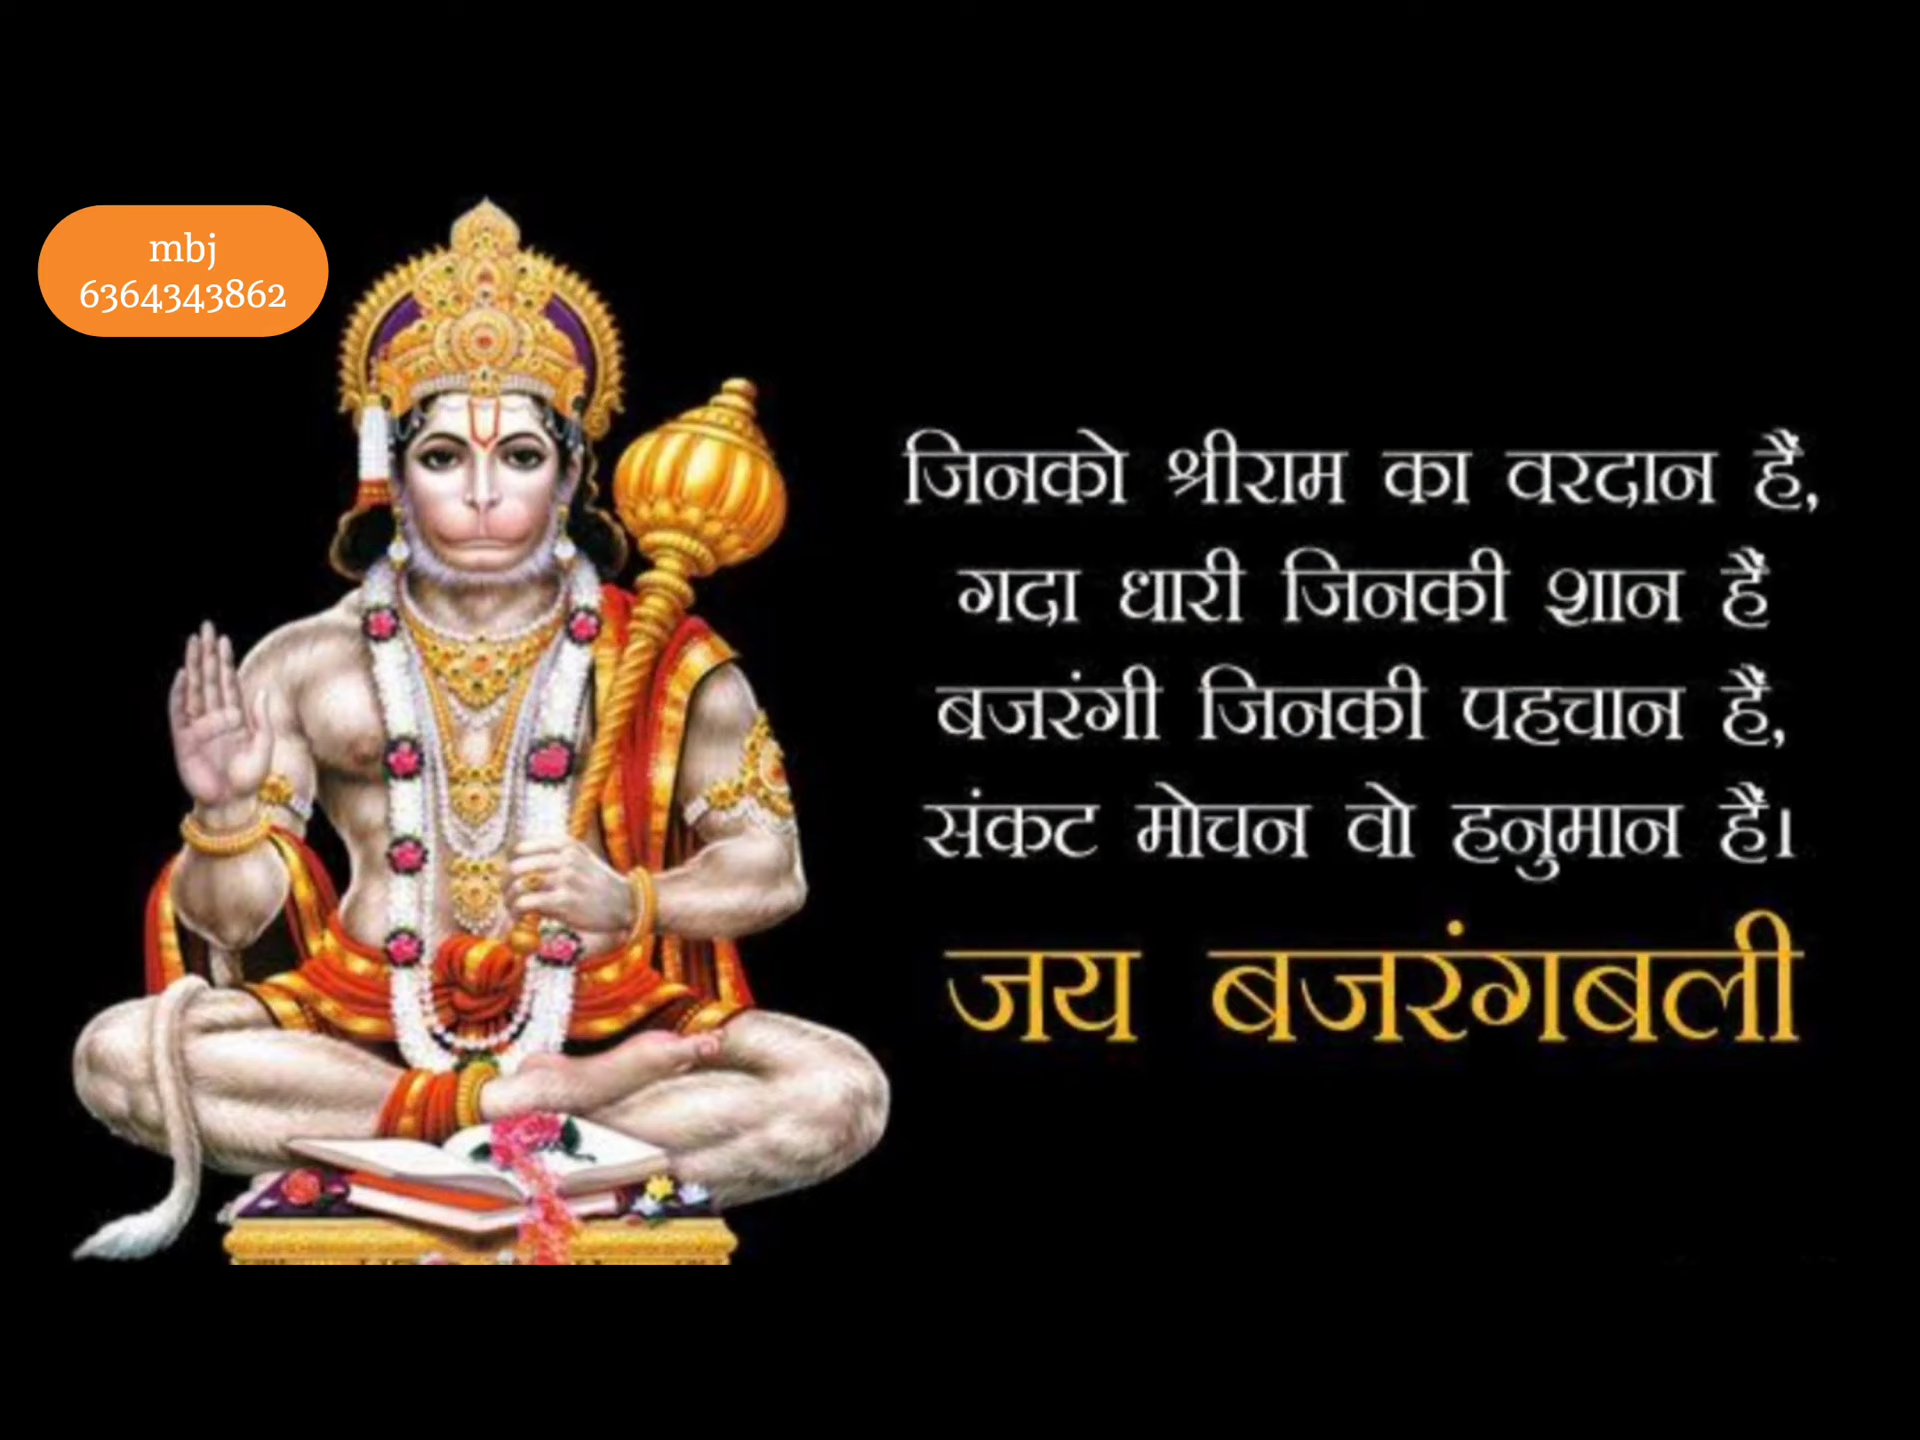 mbj
6364343862
जिनको श्रीराम का वरदान हैं,
गदा धारी जिनकी शान हैं
बजरंगी जिनकी पहचान हैं,
संकट मोचन वो हनुमान हैं।
जय बजरंगबली